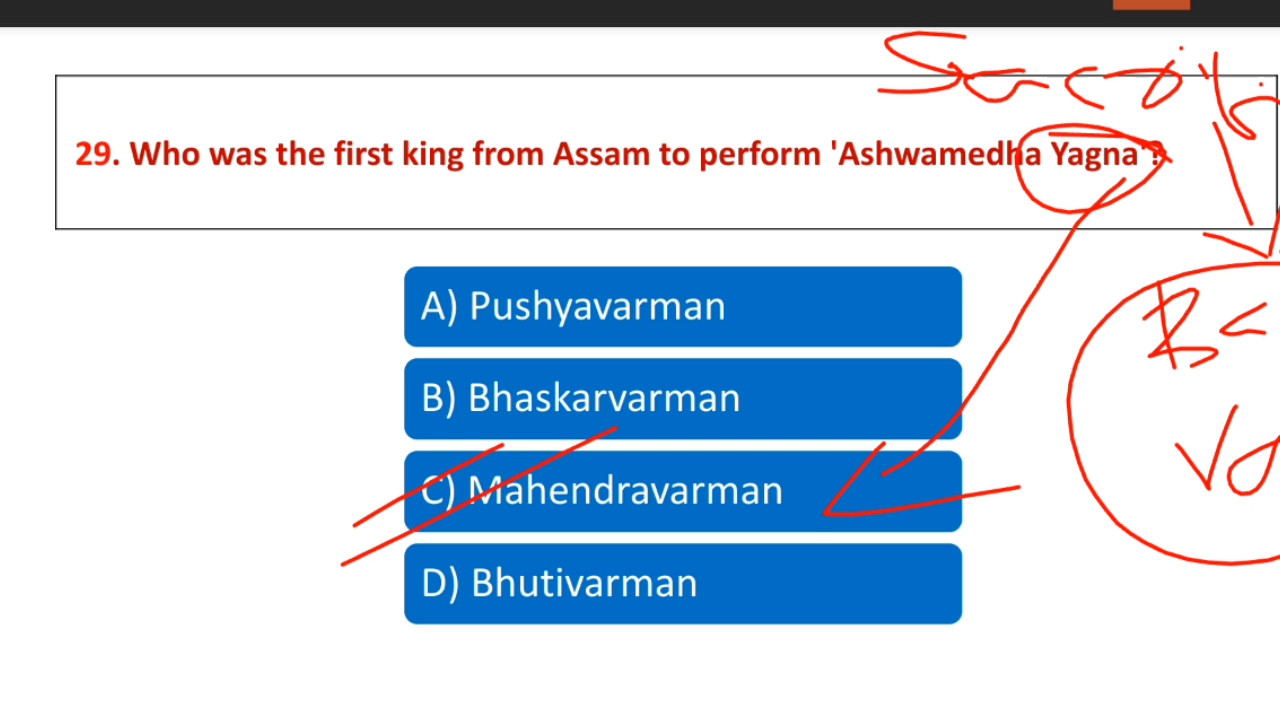 29. Who was the first king from Assam to perform 'Ashwamedha Yagna'?
A) Pushyavarman
B) Bhaskarvarman
C) Mahendravarman
D) Bhutivarman